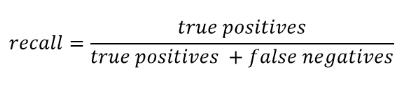 recall = true positives / true positives + false negatives